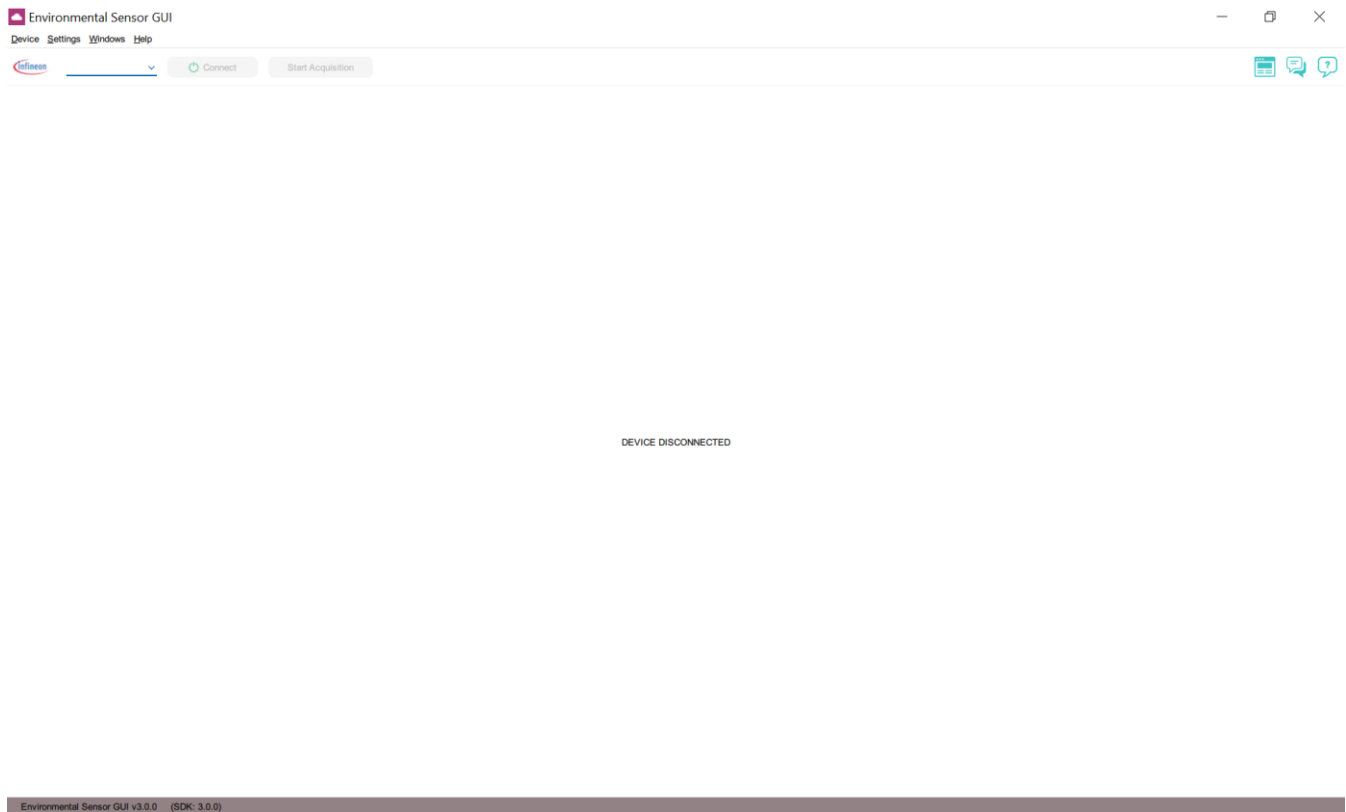 Environmental Sensor GUI
Device Settings Windows Help
infineon Connect Start Acquisition ?
DEVICE DISCONNECTED
Environmental Sensor GUI v3.0.0 (SDK: 3.0.0)